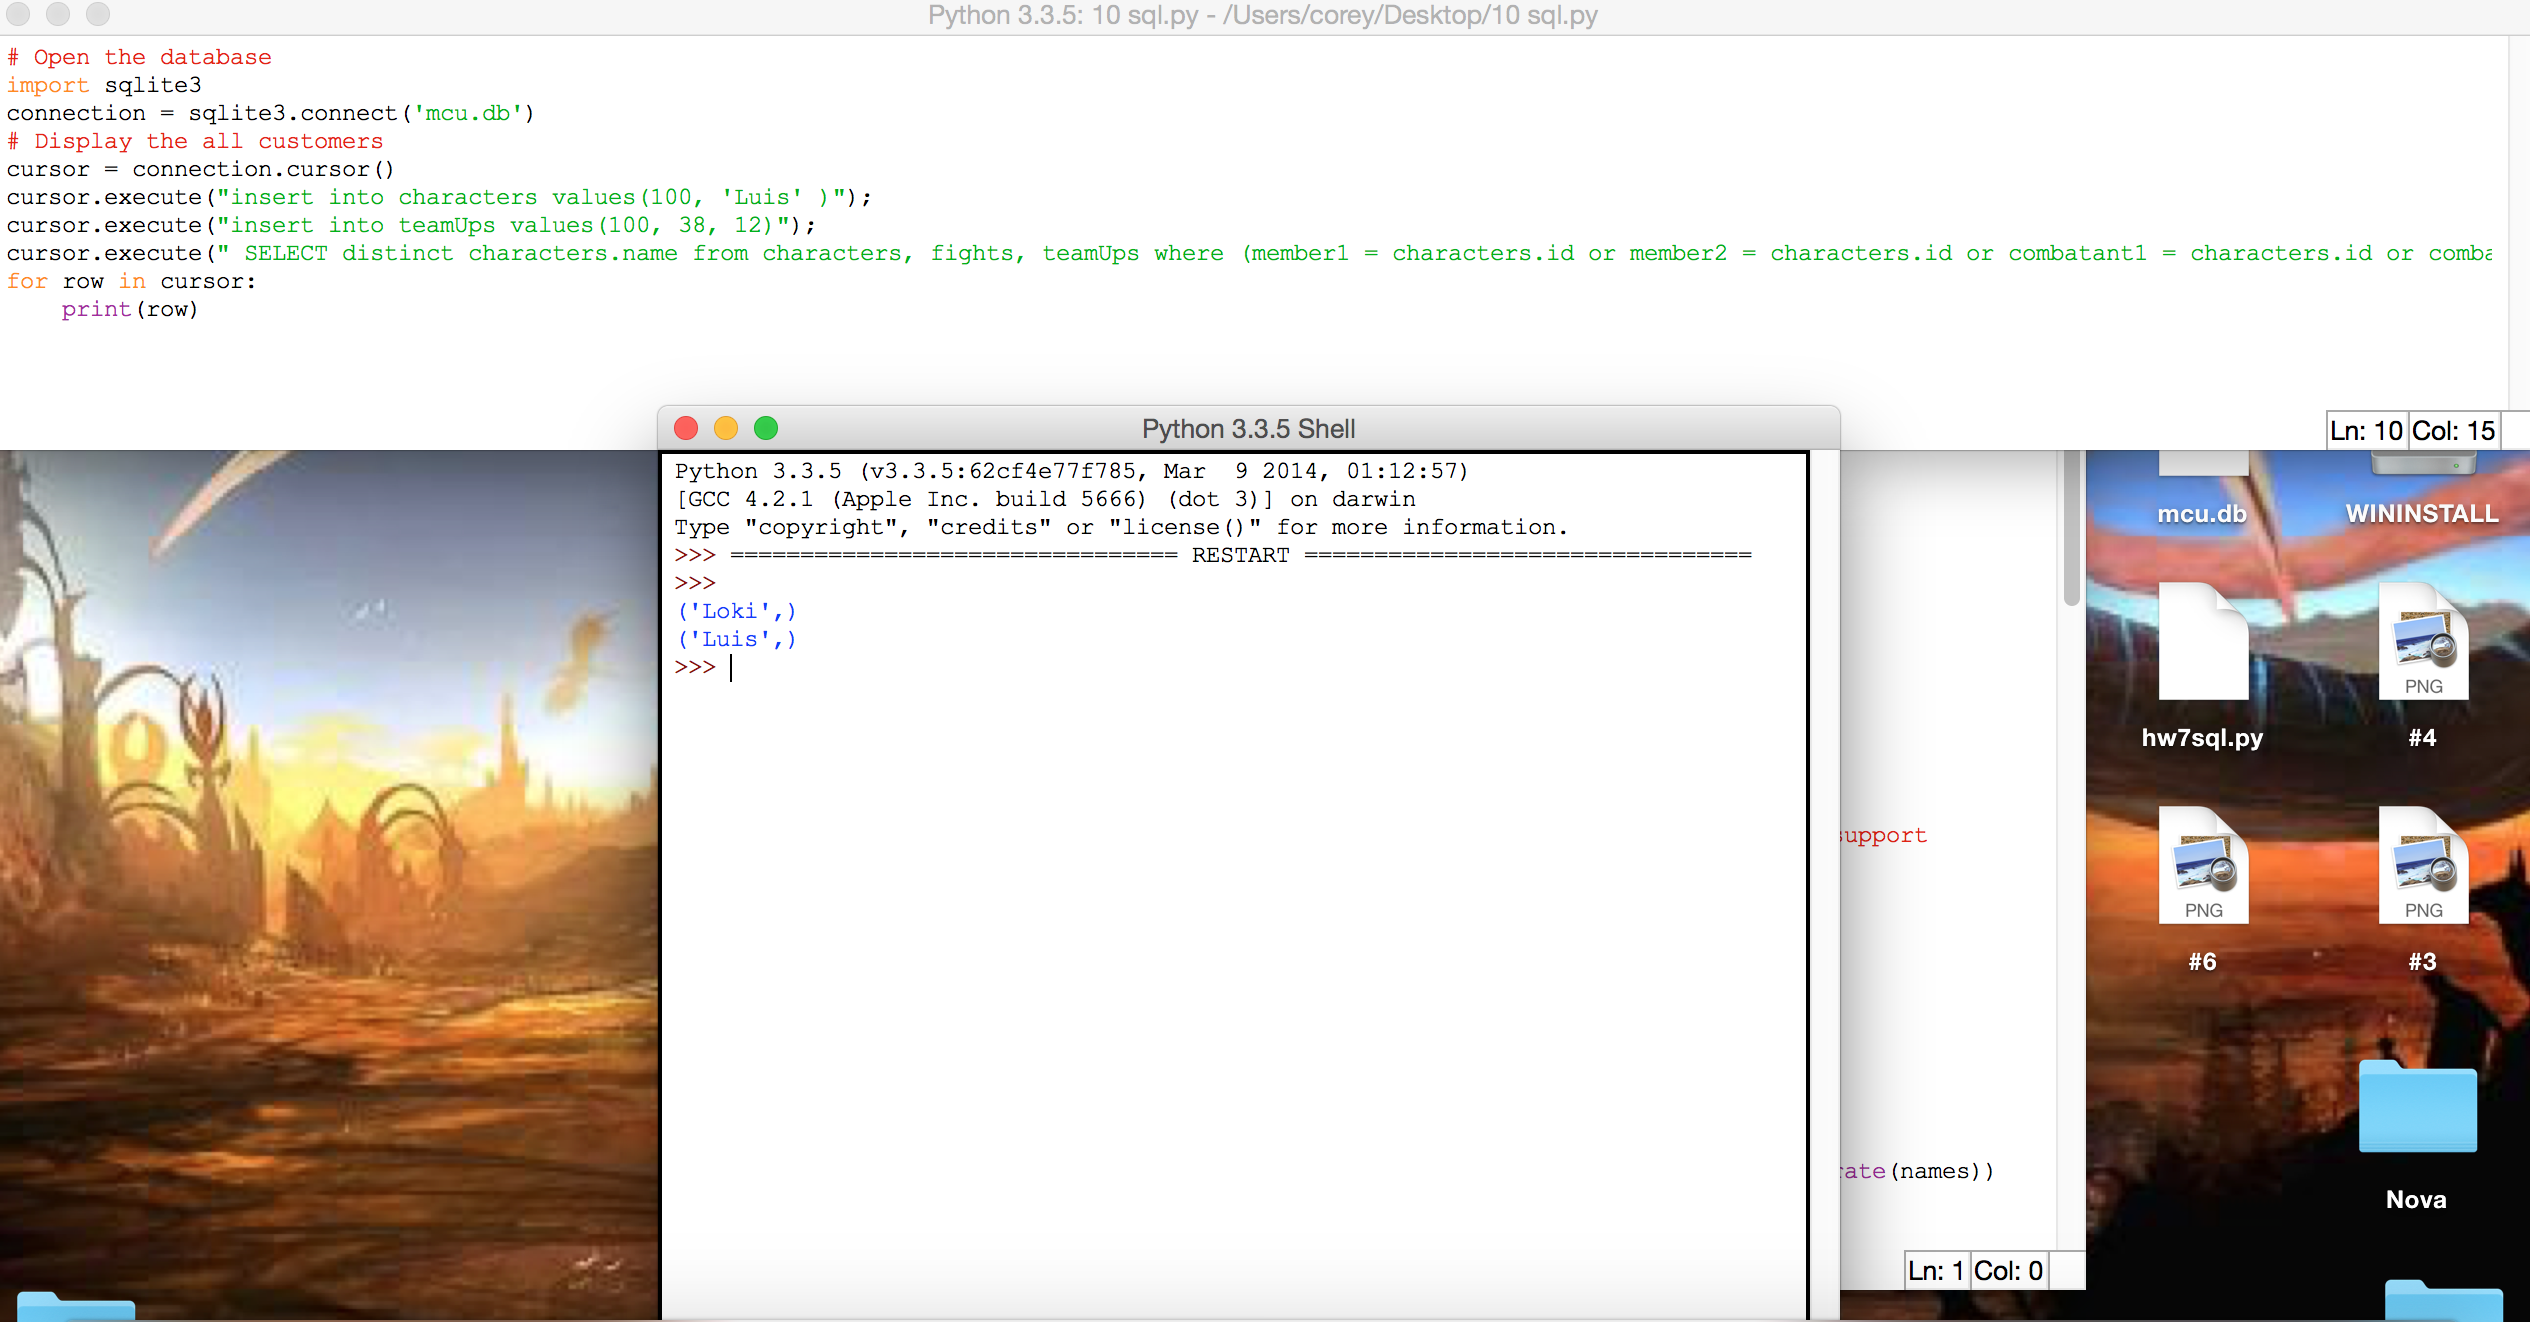 Python 3.3.5: 10 sql.py - /Users/corey/Desktop/10 sql.py
# Open the database
import sqlite3
connection = sqlite3.connect('mcu.db')
# Display the all customers
cursor = connection.cursor()
cursor.execute("insert into characters values(100, 'Luis' )");
cursor.execute("insert into teamUps values(100, 38, 12)");
cursor.execute(" SELECT distinct characters.name from characters, fights, teamUps where (member1 = characters.id or member2 = characters.id or combatant1 = characters.id or comba
for row in cursor:
    print(row)
Ln: 10 Col: 15
Python 3.3.5 Shell
Python 3.3.5 (v3.3.5:62cf4e77f785, Mar  9 2014, 01:12:57)
[GCC 4.2.1 (Apple Inc. build 5666) (dot 3)] on darwin
Type "copyright", "credits" or "license()" for more information.
>>> ================================ RESTART ================================
>>>
('Loki',)
('Luis',)
>>>
support
rate(names))
Ln: 1 Col: 0
mcu.db
WININSTALL
hw7sql.py
PNG
#4
PNG
#6
PNG
#3
Nova